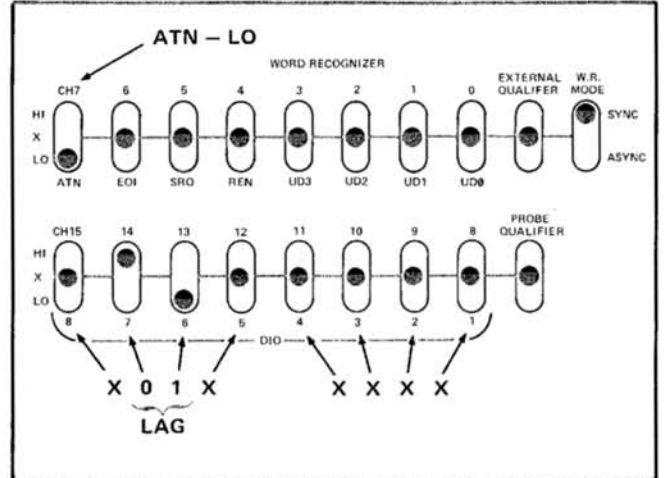 ATN – LO
WORD RECOGNIZER
EXTERNAL QUALIFER
W.R. MODE
CH7 6 5 4 3 2 1 0
HI
X
LO
SYNC
ASYNC
ATN EOI SRQ REN UD3 UD2 UD1 UD0
PROBE QUALIFIER
CH15 14 13 12 11 10 9 8
HI
X
LO
8 7 6 5 4 3 2 1
DIO
X 0 1 X X X X X
LAG